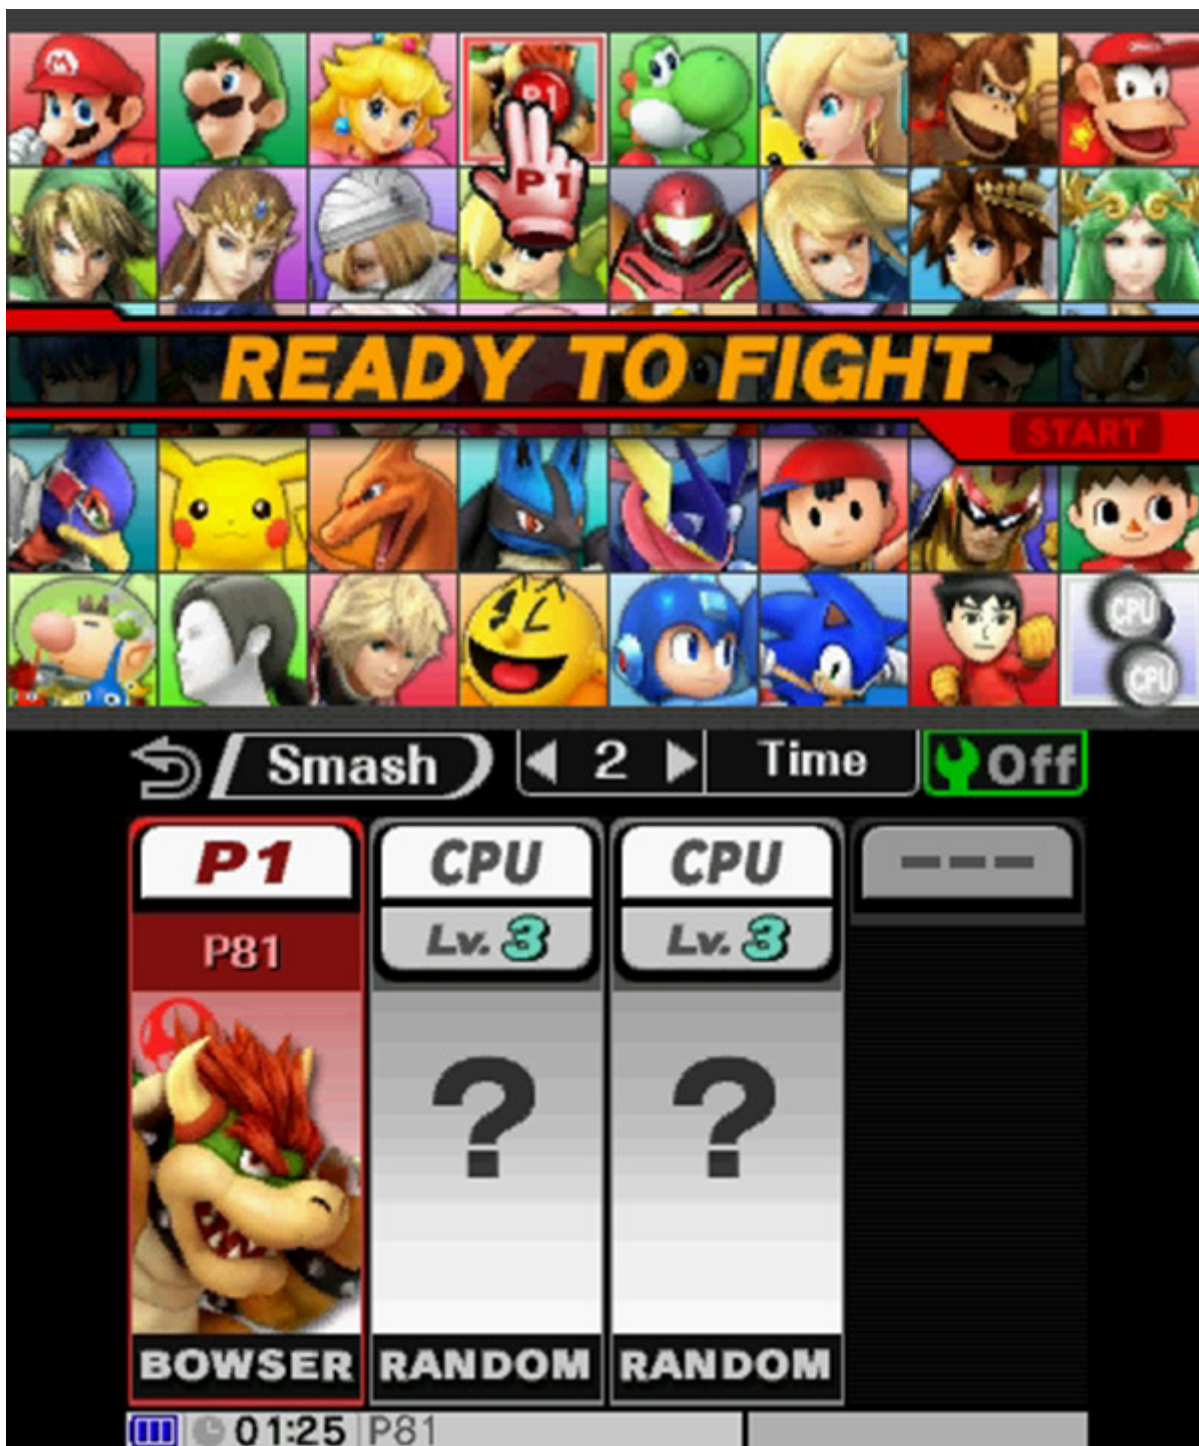 P1
P1
READY TO FIGHT
START
CPU
CPU
Smash 2 Time Off
P1 CPU CPU ---
P81 Lv. 3 Lv. 3
BOWSER RANDOM RANDOM
01:25 P81